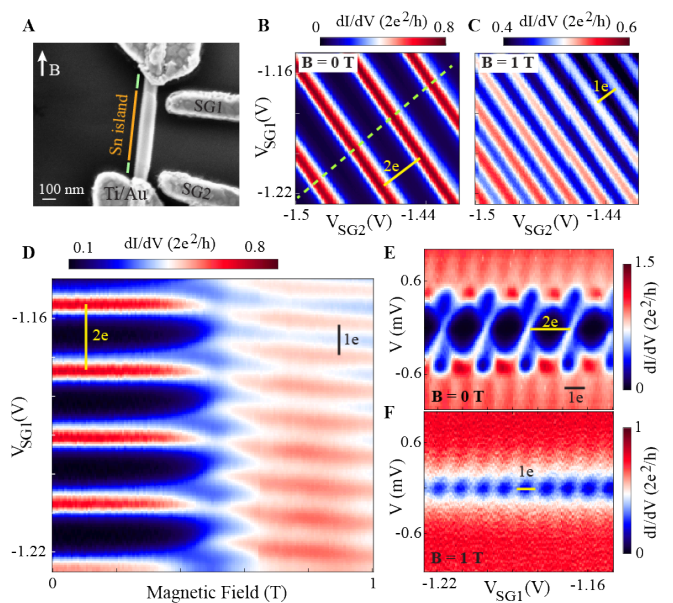 A
B
Sn island
SG1
SG2
Ti/Au
100 nm
B
dI/dV (2e²/h)
0 0.8
B = 0 T
2e
-1.16
-1.22
V_SG1(V)
-1.5 -1.44
V_SG2(V)
C
dI/dV (2e²/h)
0.4 0.6
B = 1 T
1e
-1.16
-1.22
-1.5 -1.44
V_SG2(V)
D
dI/dV (2e²/h)
0.1 0.8
2e
1e
-1.16
-1.22
V_SG1(V)
0 1
Magnetic Field (T)
E
0.6
-0.6
V (mV)
2e
1e
B = 0 T
1.5
0
dI/dV (2e²/h)
F
0.6
-0.6
V (mV)
1e
B = 1 T
1
0
dI/dV (2e²/h)
-1.22 -1.16
V_SG1(V)